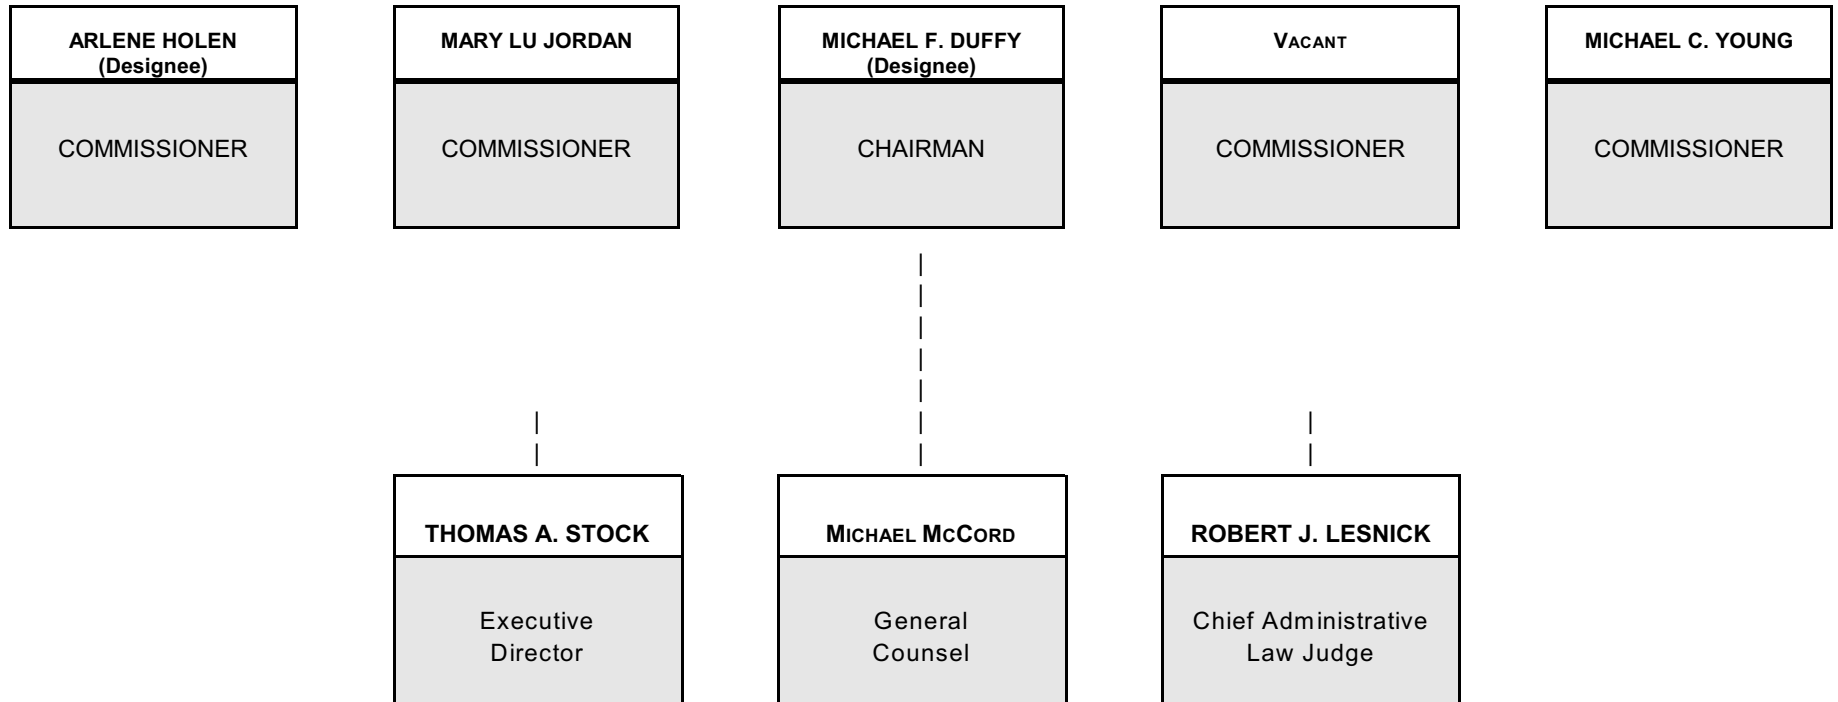 ARLENE HOLEN
(Designee)
COMMISSIONER
MARY LU JORDAN
COMMISSIONER
MICHAEL F. DUFFY
(Designee)
CHAIRMAN
VACANT
COMMISSIONER
MICHAEL C. YOUNG
COMMISSIONER
THOMAS A. STOCK
Executive
Director
MICHAEL MCCORD
General
Counsel
ROBERT J. LESNICK
Chief Administrative
Law Judge